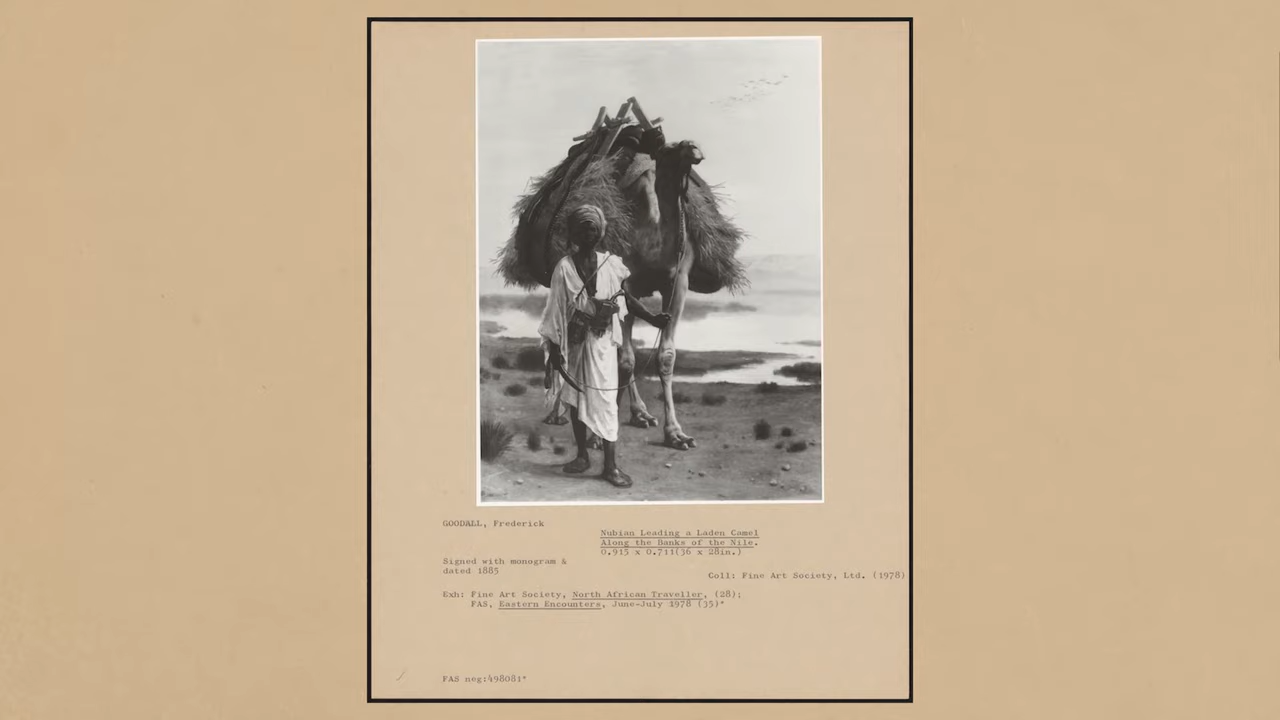 GOODALL, Frederick
Nubian Leading a Laden Camel
Along the Banks of the Nile.
0.915 x 0.711(36 x 28in.)
Signed with monogram &
dated 1885
Coll: Fine Art Society, Ltd. (1978)
Exh: Fine Art Society, North African Traveller, (28);
FAS, Eastern Encounters, June-July 1978 (35)*
FAS neg:498081*